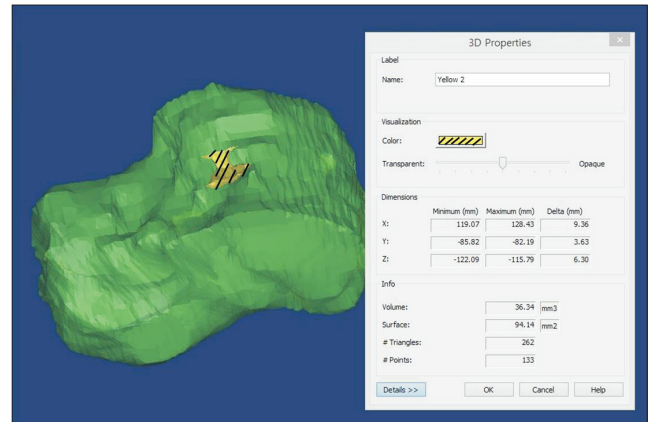 3D Properties
x
Label
Name: Yellow 2
Visualization
Color:
Transparent: Opaque
Dimensions
Minimum (mm) Maximum (mm) Delta (mm)
X: 119.07 128.43 9.36
Y: -85.82 -82.19 3.63
Z: -122.09 -115.79 6.30
Info
Volume: 36.34 mm3
Surface: 94.14 mm2
# Triangles: 262
# Points: 133
Details >> OK Cancel Help